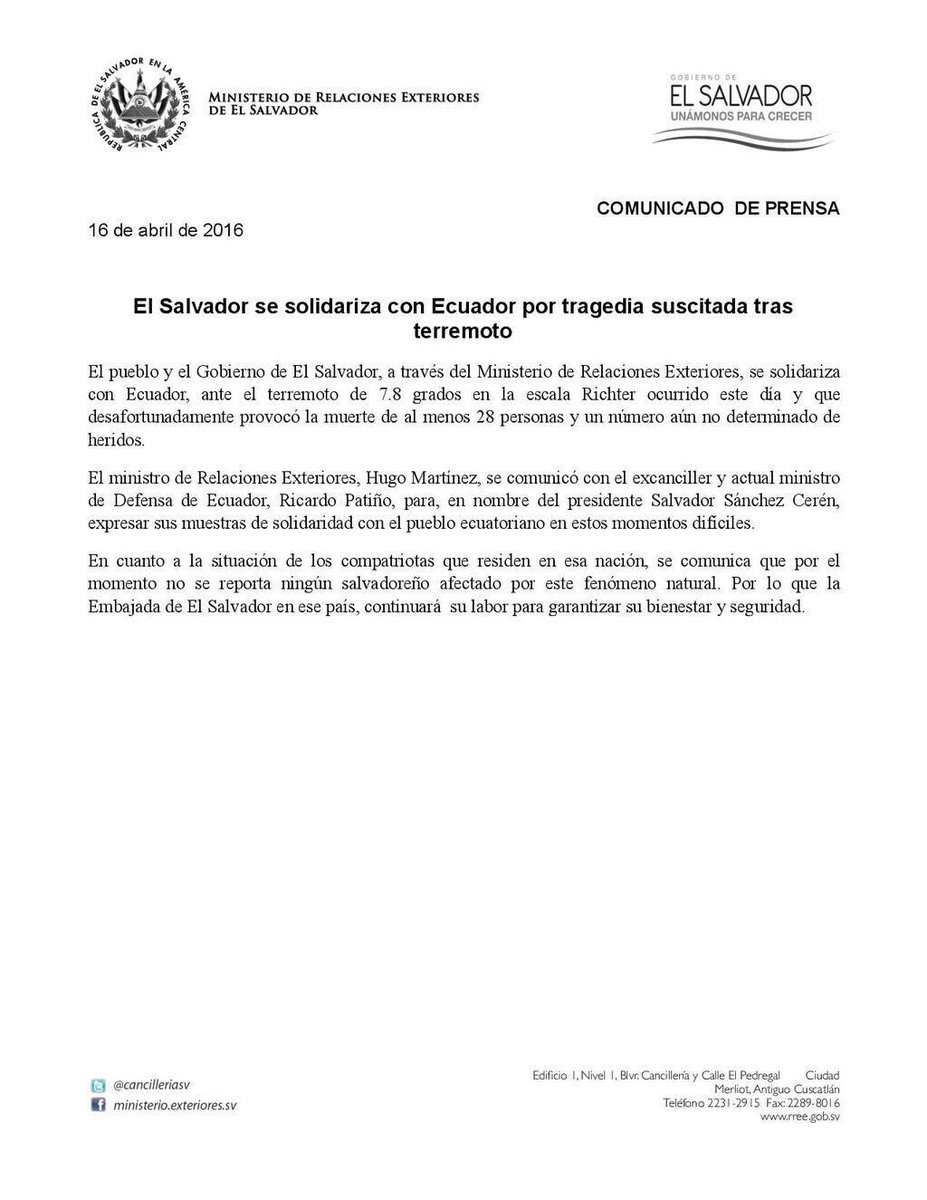 REPUBLICA DE EL SALVADOR EN LA AMÉRICA CENTRAL
MINISTERIO DE RELACIONES EXTERIORES
DE EL SALVADOR
GOBIERNO DE
EL SALVADOR
UNÁMONOS PARA CRECER
COMUNICADO DE PRENSA
16 de abril de 2016
El Salvador se solidariza con Ecuador por tragedia suscitada tras
terremoto
El pueblo y el Gobierno de El Salvador, a través del Ministerio de Relaciones Exteriores, se solidariza
con Ecuador, ante el terremoto de 7.8 grados en la escala Richter ocurrido este día y que
desafortunadamente provocó la muerte de al menos 28 personas y un número aún no determinado de
heridos.
El ministro de Relaciones Exteriores, Hugo Martínez, se comunicó con el excanciller y actual ministro
de Defensa de Ecuador, Ricardo Patiño, para, en nombre del presidente Salvador Sánchez Cerén,
expresar sus muestras de solidaridad con el pueblo ecuatoriano en estos momentos difíciles.
En cuanto a la situación de los compatriotas que residen en esa nación, se comunica que por el
momento no se reporta ningún salvadoreño afectado por este fenómeno natural. Por lo que la
Embajada de El Salvador en ese país, continuará su labor para garantizar su bienestar y seguridad.
@cancilleriasv
ministerio.exteriores.sv
Edificio 1, Nivel 1, Blvr. Cancillería y Calle El Pedregal Ciudad
Merliot, Antiguo Cuscatlán
Teléfono 2231-2915 Fax: 2289-8016
www.rree.gob.sv